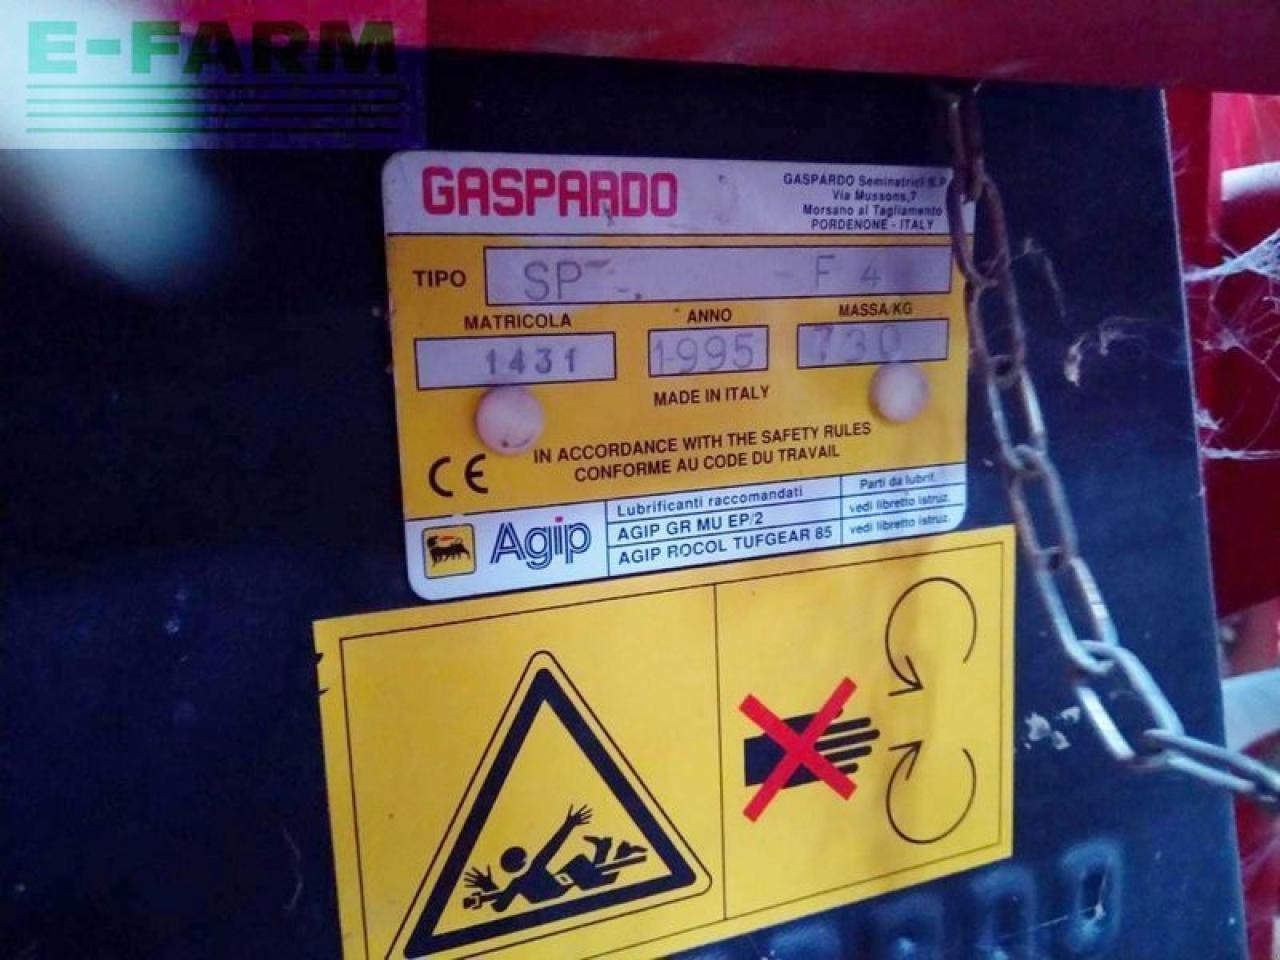 E-FARM
GASPARDO
GASPARDO Seminatrici S.P.
Via Mussons,7
Morsano al Tagliamento
PORDENONE - ITALY
TIPO SP - F 4
MATRICOLA ANNO MASSA/KG
1431 1995 730
MADE IN ITALY
IN ACCORDANCE WITH THE SAFETY RULES
CONFORME AU CODE DU TRAVAIL
CE
Agip
Lubrificanti raccomandati Parti da lubrif.
AGIP GR MU EP/2 vedi libretto istruz.
AGIP ROCOL TUFGEAR 85 vedi libretto istruz.